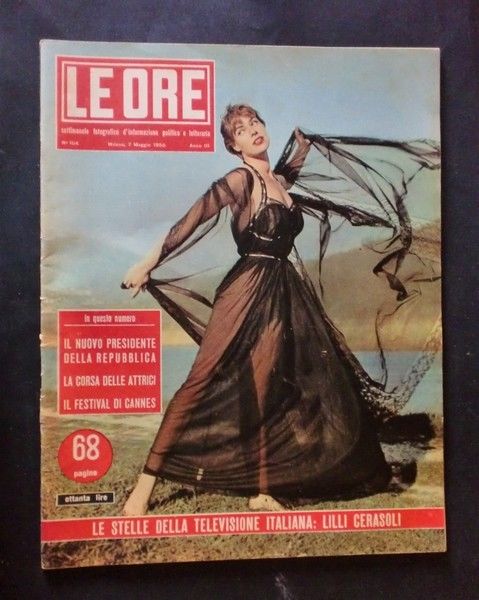 LE ORE
settimanale fotografico d'informazione politica e letteraria
N° 104 Milano, 7 Maggio 1955 Anno III
in questo numero
IL NUOVO PRESIDENTE
DELLA REPUBBLICA
LA CORSA DELLE ATTRICI
IL FESTIVAL DI CANNES
68
pagine
ottanta lire
LE STELLE DELLA TELEVISIONE ITALIANA: LILLI CERASOLI